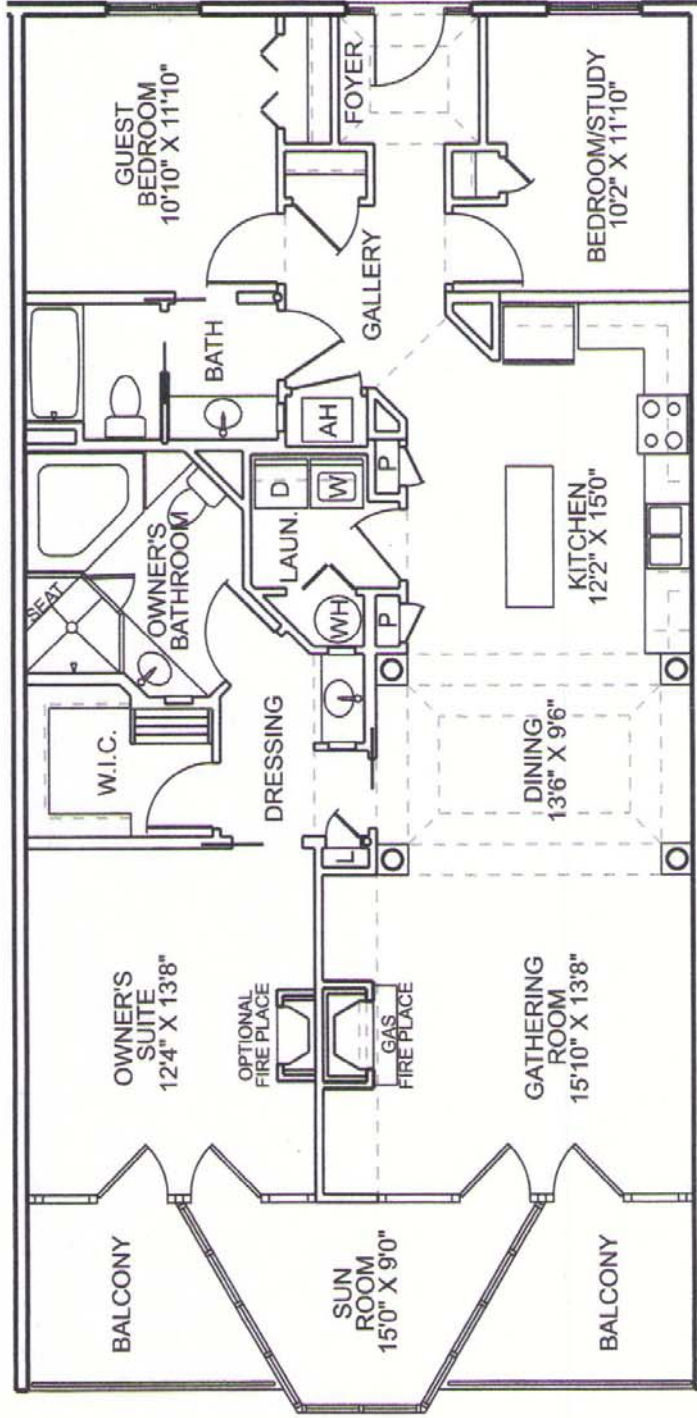 GUEST
BEDROOM
10'10" X 11'10"
FOYER
BEDROOM/STUDY
10'2" X 11'10"
GALLERY
BATH
AH
P
KITCHEN
12'2" X 15'0"
D
W
LAUN.
WH
P
OWNER'S
BATHROOM
SEAT
W.I.C.
DRESSING
L
DINING
13'6" X 9'6"
OWNER'S
SUITE
12'4" X 13'8"
OPTIONAL
FIRE PLACE
GAS
FIRE PLACE
GATHERING
ROOM
15'10" X 13'8"
BALCONY
SUN
ROOM
15'0" X 9'0"
BALCONY